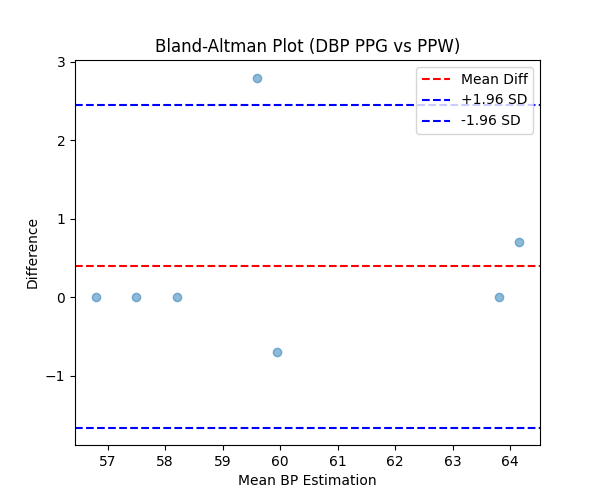 Bland-Altman Plot (DBP PPG vs PPW)
Mean Diff
+1.96 SD
-1.96 SD
3
2
1
0
−1
Difference
57 58 59 60 61 62 63 64
Mean BP Estimation